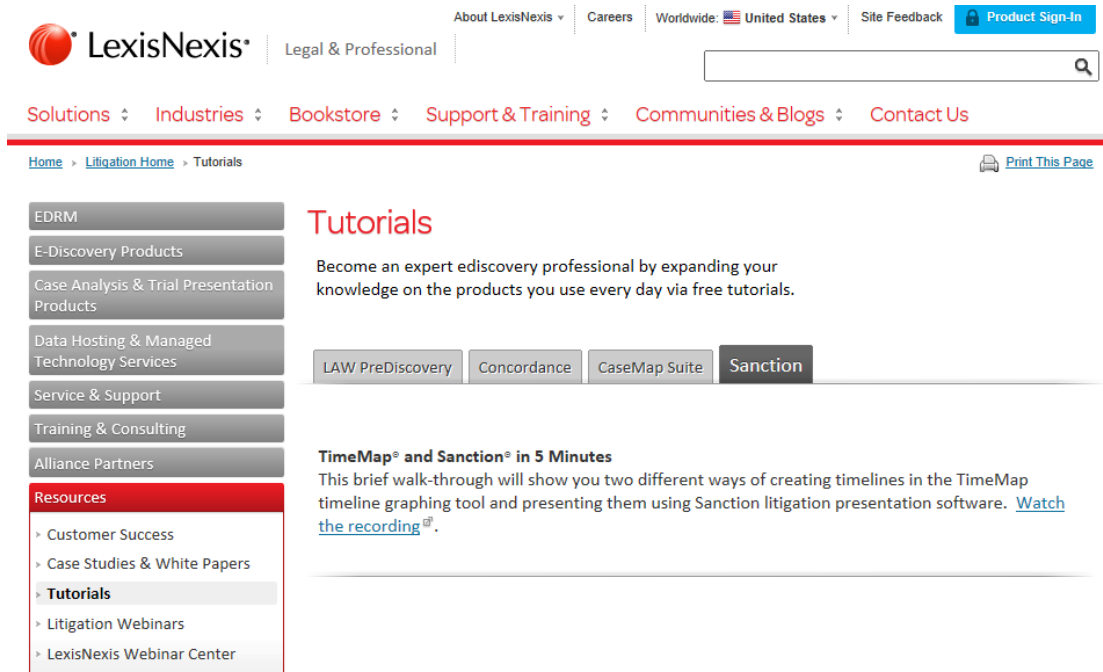 About LexisNexis
Careers
Worldwide: United States
Site Feedback
Product Sign-In
LexisNexis®
Legal & Professional
Solutions
Industries
Bookstore
Support & Training
Communities & Blogs
Contact Us
Home > Litigation Home > Tutorials
Print This Page
EDRM
E-Discovery Products
Case Analysis & Trial Presentation
Products
Data Hosting & Managed
Technology Services
Service & Support
Training & Consulting
Alliance Partners
Resources
Customer Success
Case Studies & White Papers
Tutorials
Litigation Webinars
LexisNexis Webinar Center
Tutorials
Become an expert ediscovery professional by expanding your
knowledge on the products you use every day via free tutorials.
LAW PreDiscovery
Concordance
CaseMap Suite
Sanction
TimeMap® and Sanction® in 5 Minutes
This brief walk-through will show you two different ways of creating timelines in the TimeMap
timeline graphing tool and presenting them using Sanction litigation presentation software. Watch
the recording.